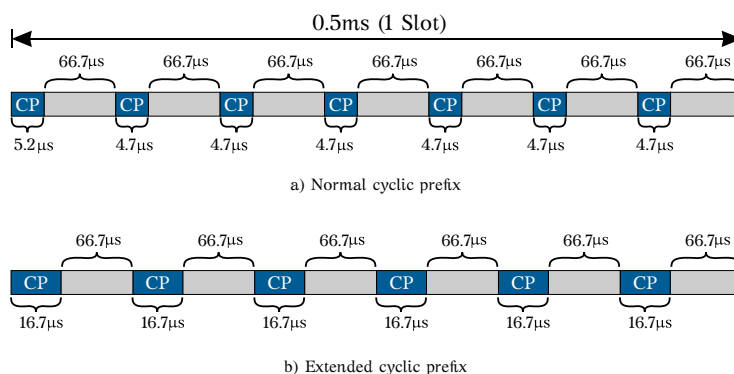 0.5ms (1 Slot)
66.7μs 66.7μs 66.7μs 66.7μs 66.7μs 66.7μs 66.7μs
CP CP CP CP CP CP CP
5.2μs 4.7μs 4.7μs 4.7μs 4.7μs 4.7μs 4.7μs
a) Normal cyclic prefix
66.7μs 66.7μs 66.7μs 66.7μs 66.7μs 66.7μs
CP CP CP CP CP CP
16.7μs 16.7μs 16.7μs 16.7μs 16.7μs 16.7μs
b) Extended cyclic prefix